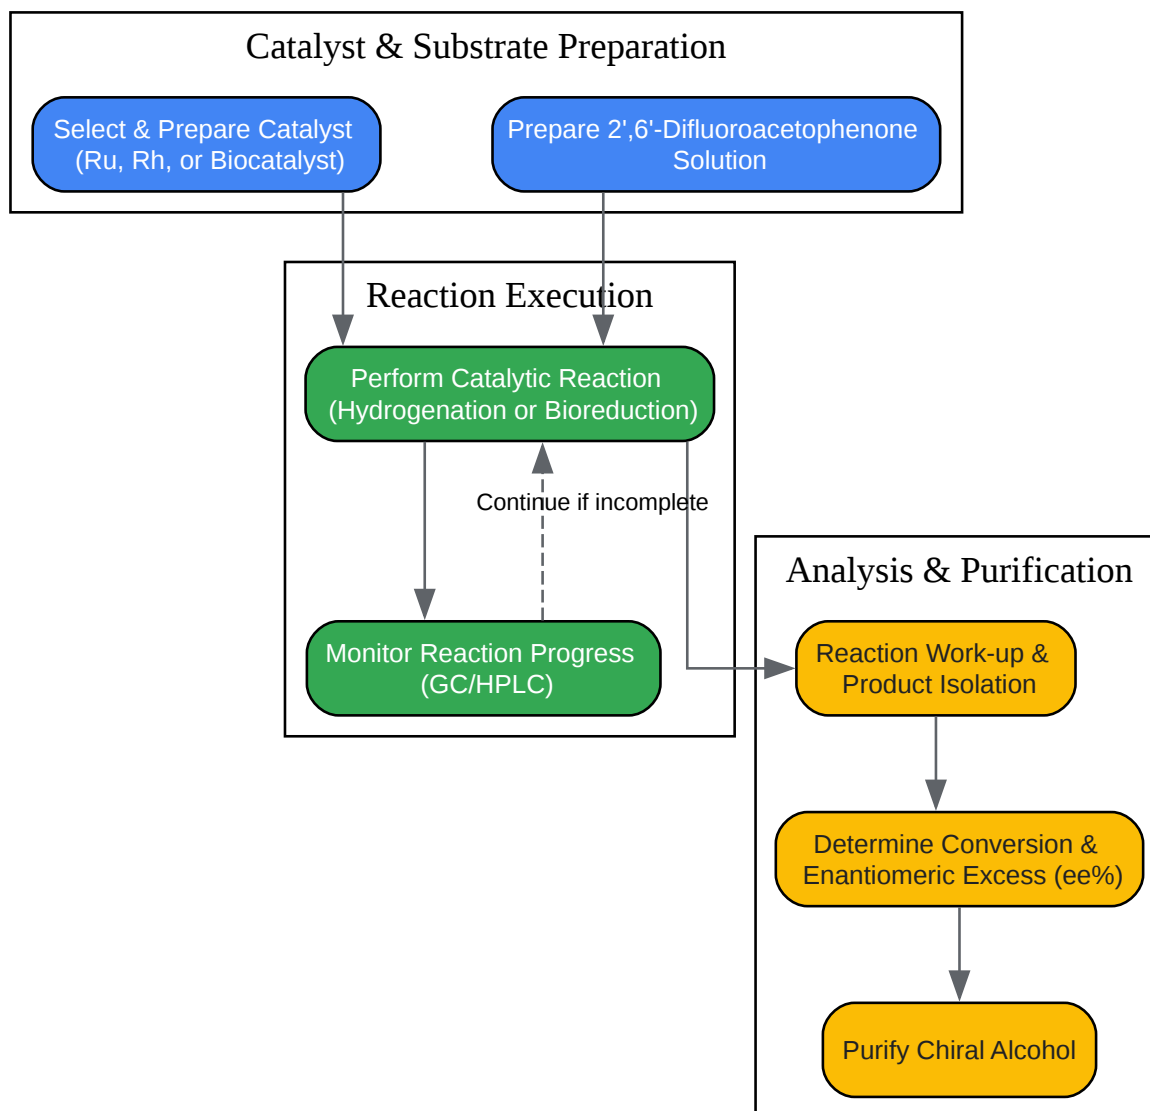 Catalyst & Substrate Preparation
Select & Prepare Catalyst
(Ru, Rh, or Biocatalyst)
Prepare 2',6'-Difluoroacetophenone
Solution
Reaction Execution
Perform Catalytic Reaction
(Hydrogenation or Bioreduction)
Continue if incomplete
Monitor Reaction Progress
(GC/HPLC)
Analysis & Purification
Reaction Work-up &
Product Isolation
Determine Conversion &
Enantiomeric Excess (ee%)
Purify Chiral Alcohol